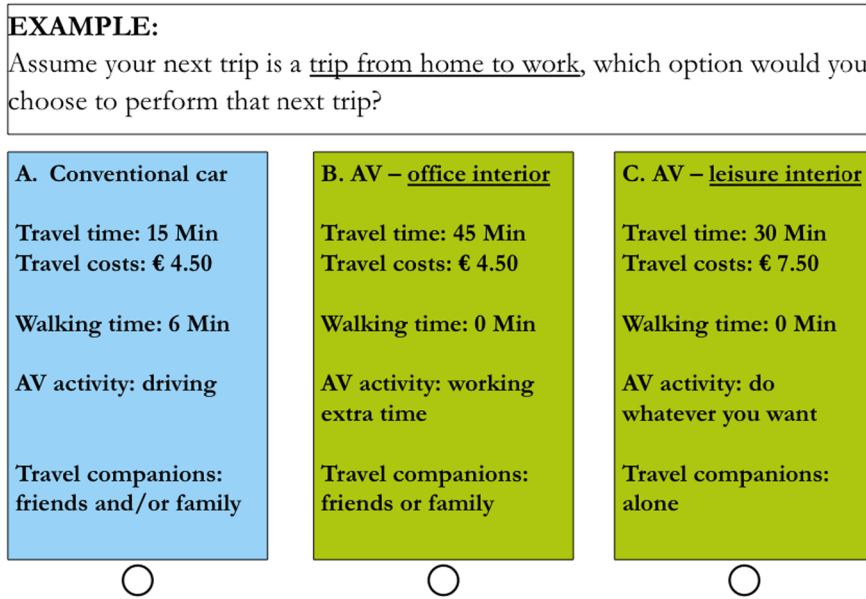 EXAMPLE:
Assume your next trip is a trip from home to work, which option would you
choose to perform that next trip?
A. Conventional car
Travel time: 15 Min
Travel costs: € 4.50
Walking time: 6 Min
AV activity: driving
Travel companions:
friends and/or family
B. AV – office interior
Travel time: 45 Min
Travel costs: € 4.50
Walking time: 0 Min
AV activity: working
extra time
Travel companions:
friends or family
C. AV – leisure interior
Travel time: 30 Min
Travel costs: € 7.50
Walking time: 0 Min
AV activity: do
whatever you want
Travel companions:
alone